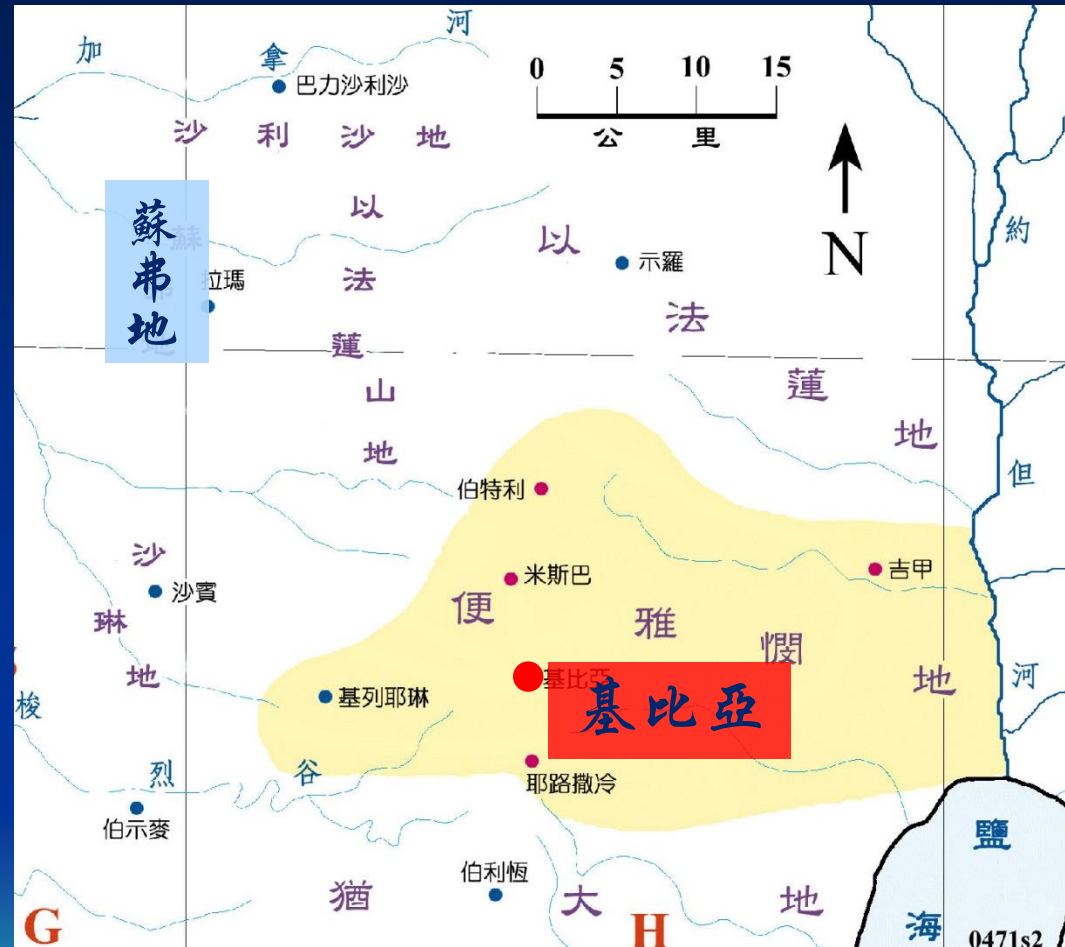 加拿河
巴力沙利沙
0 5 10 15
公里
沙利沙地
N
蘇弗地
蘇
拉瑪
以法蓮山地
以法蓮地
示羅
約但河
伯特利
米斯巴
吉甲
沙琳地
沙賓
便雅憫地
基比亞
基比亞
基列耶琳
耶路撒冷
梭烈谷
伯示麥
伯利恆
猶大地
鹽海
G
H
0471s2